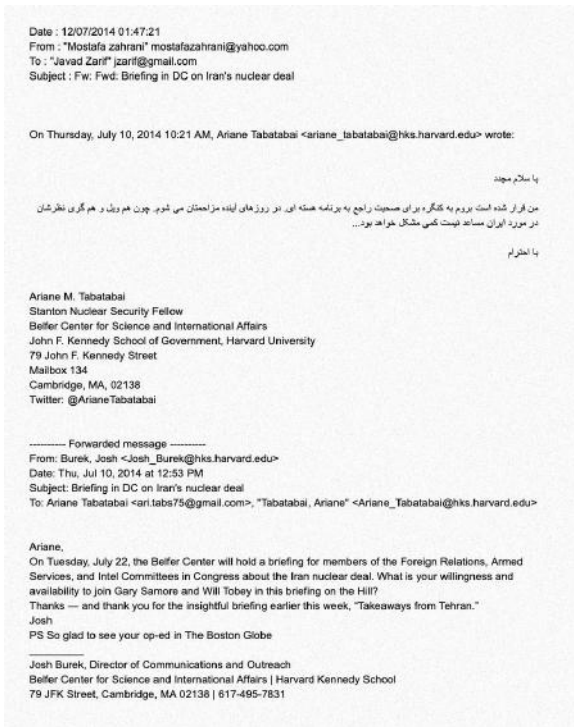 Date : 12/07/2014 01:47:21
From : "Mostafa zahrani" mostafazahrani@yahoo.com
To : "Javad Zarif" jzarif@gmail.com
Subject : Fw: Fwd: Briefing in DC on Iran's nuclear deal
On Thursday, July 10, 2014 10:21 AM, Ariane Tabatabai <ariane_tabatabai@hks.harvard.edu> wrote:
با سلام مجدد
من قرار شده است بروم به کنگره برای صحبت راجع به برنامه هسته ای. در روزهای آینده مزاحمتان می شوم. چون هم ویل و هم گری نظرشان
در مورد ایران مساعد نیست کمی مشکل خواهد بود...
با احترام
Ariane M. Tabatabai
Stanton Nuclear Security Fellow
Belfer Center for Science and International Affairs
John F. Kennedy School of Government, Harvard University
79 John F. Kennedy Street
Mailbox 134
Cambridge, MA, 02138
Twitter: @ArianeTabatabai
---------- Forwarded message ----------
From: Burek, Josh <Josh_Burek@hks.harvard.edu>
Date: Thu, Jul 10, 2014 at 12:53 PM
Subject: Briefing in DC on Iran's nuclear deal
To: Ariane Tabatabai <ari.tabs75@gmail.com>, "Tabatabai, Ariane" <Ariane_Tabatabai@hks.harvard.edu>
Ariane,
On Tuesday, July 22, the Belfer Center will hold a briefing for members of the Foreign Relations, Armed
Services, and Intel Committees in Congress about the Iran nuclear deal. What is your willingness and
availability to join Gary Samore and Will Tobey in this briefing on the Hill?
Thanks — and thank you for the insightful briefing earlier this week, "Takeaways from Tehran."
Josh
PS So glad to see your op-ed in The Boston Globe
__________
Josh Burek, Director of Communications and Outreach
Belfer Center for Science and International Affairs | Harvard Kennedy School
79 JFK Street, Cambridge, MA 02138 | 617-495-7831